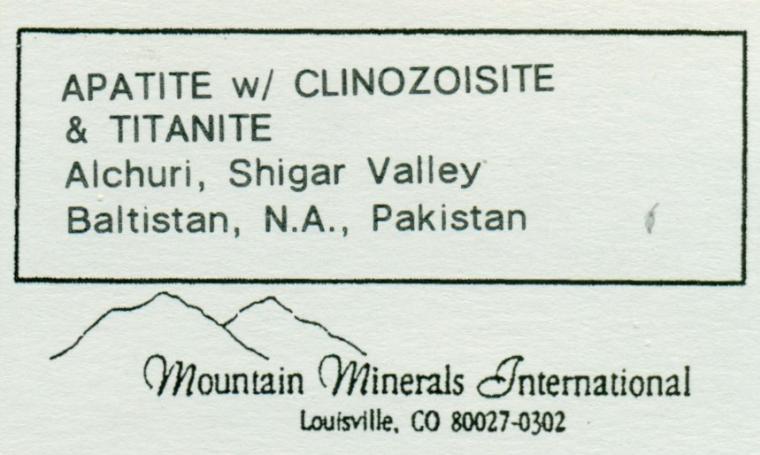 APATITE w/ CLINOZOISITE
& TITANITE
Alchuri, Shigar Valley
Baltistan, N.A., Pakistan
Mountain Minerals International
Louisville, CO 80027-0302